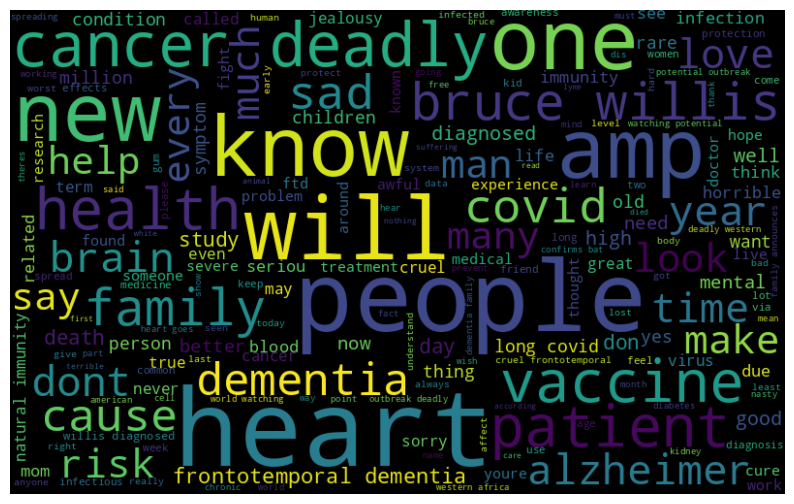 spreading condition called jealousy infected bruce awareness see infection
human women must dis protection
cancer deadly one
working million much fight known early kid immunity rare love
worst effects protect going free potential outbreak come
new every sad bruce willis
children hard lyme thank
research symptom know diagnosed mind level watching potential hope
theres gum suffering amp doctor
help man life well
term said please ftd awful system data read learn two think
problem experience horrible
health around animal hear nothing covid old year
found white will many died deadly western
related study long high need want
brain even body family announces
someone severe seriou treatment cruel medical confirms bat great look live bad
spread medicine keep show prevent friend thought got mental
say family may people time lot via
first fact lost mean
natural immunity heart goes seen today understand don yes virus
death person better blood now day make
give part cancer long covid cruel frontotemporal feel
true last wish
terrible common dementia thing vaccine due
dont never always month least nasty
american cell world watching way point outbreak deadly according diabetes
cause heart patient good
willis diagnosed affect age
right week sorry name care use kidney diagnosis
mom risk youre alzheimer cure
infectious really frontotemporal dementia
anyone chronic world western africa work